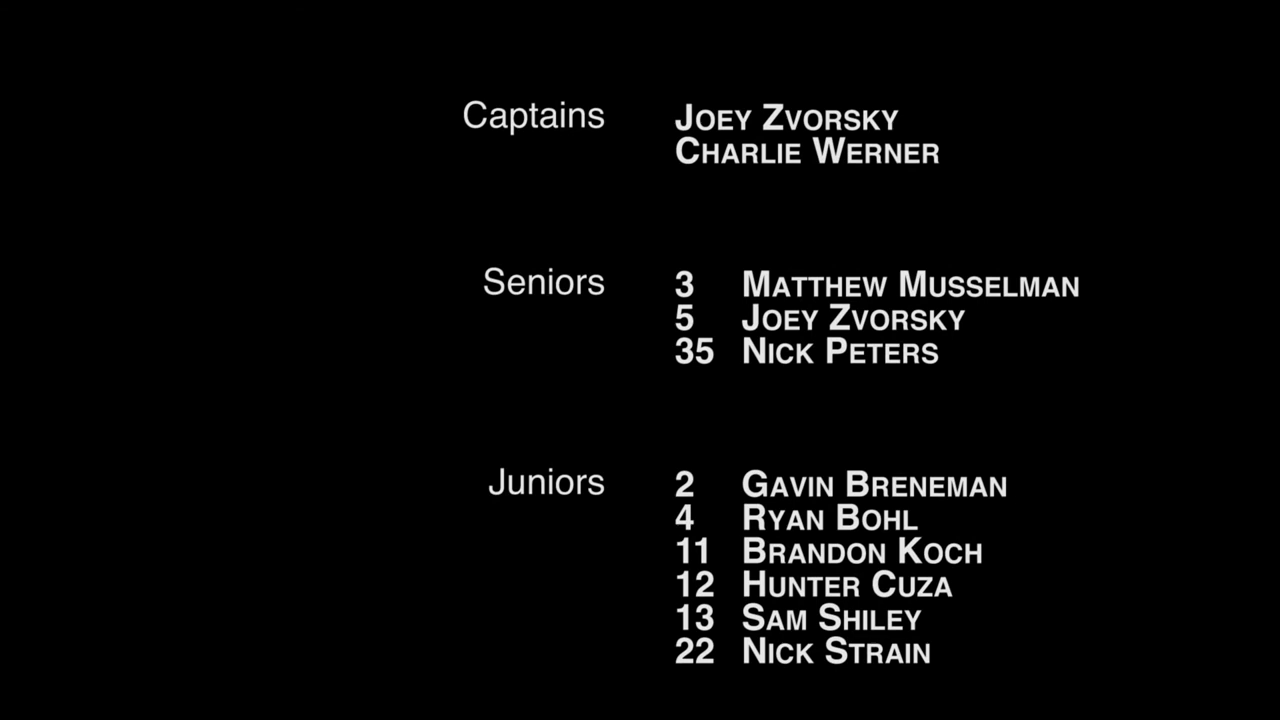 Captains JOEY ZVORSKY
CHARLIE WERNER
Seniors 3 MATTHEW MUSSELMAN
5 JOEY ZVORSKY
35 NICK PETERS
Juniors 2 GAVIN BRENEMAN
4 RYAN BOHL
11 BRANDON KOCH
12 HUNTER CUZA
13 SAM SHILEY
22 NICK STRAIN